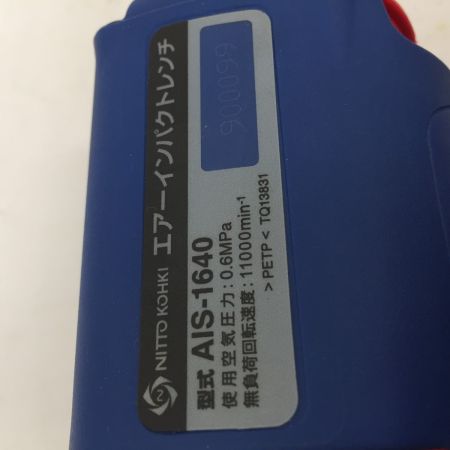 NITTO KOHKI エアーインパクトレンチ
型式 AIS-1640
使用空気圧力：0.6MPa
無負荷回転速度：11000min-1
> PETP < TQ13831
900099